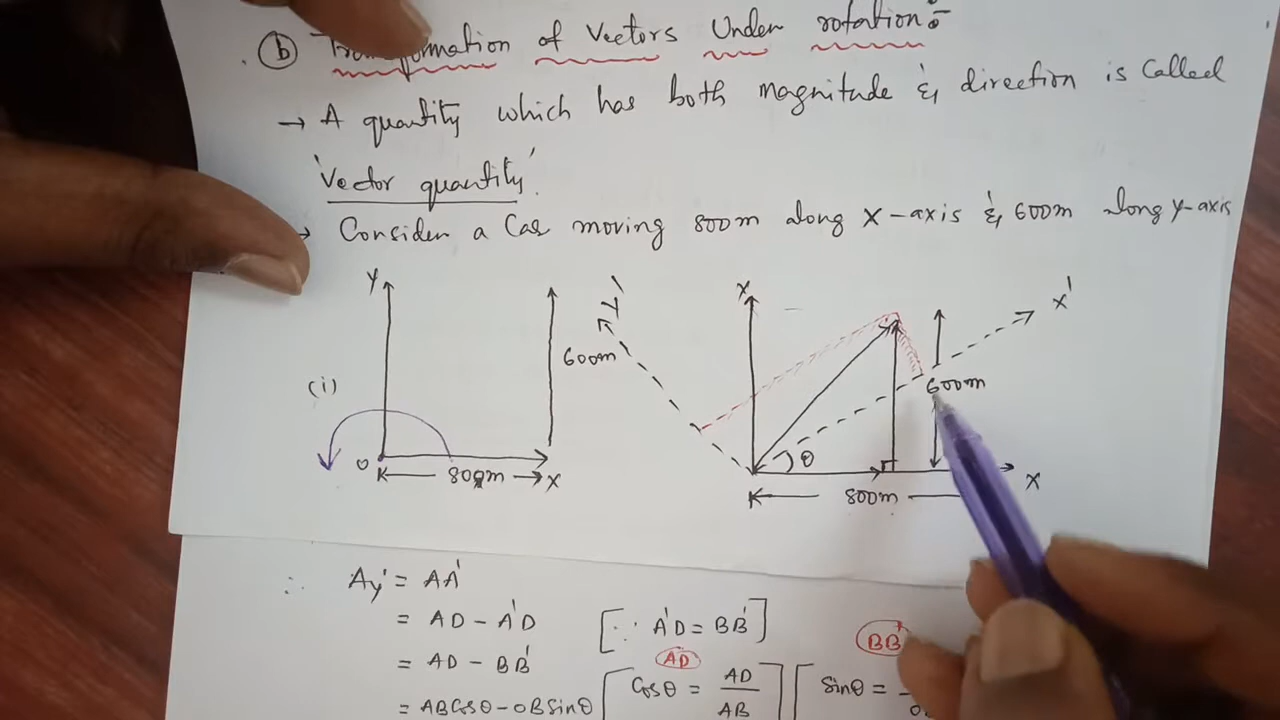 (b) Transformation of Vectors Under rotation:-
→ A quantity which has both magnitude & direction is called
'Vector quantity'.
→ Consider a Car moving 800m along X-axis & 600m along y-axis
Y
Y'
X
X'
600m
(i)
600m
θ
O
K← 800m → X
K← 800m
X
∴ Ay' = AA'
= AD - A'D [∵ A'D = BB']
= AD - BB'
AD
BB'
= ABCosθ - OBSinθ [Cosθ = AD/AB] [Sinθ =